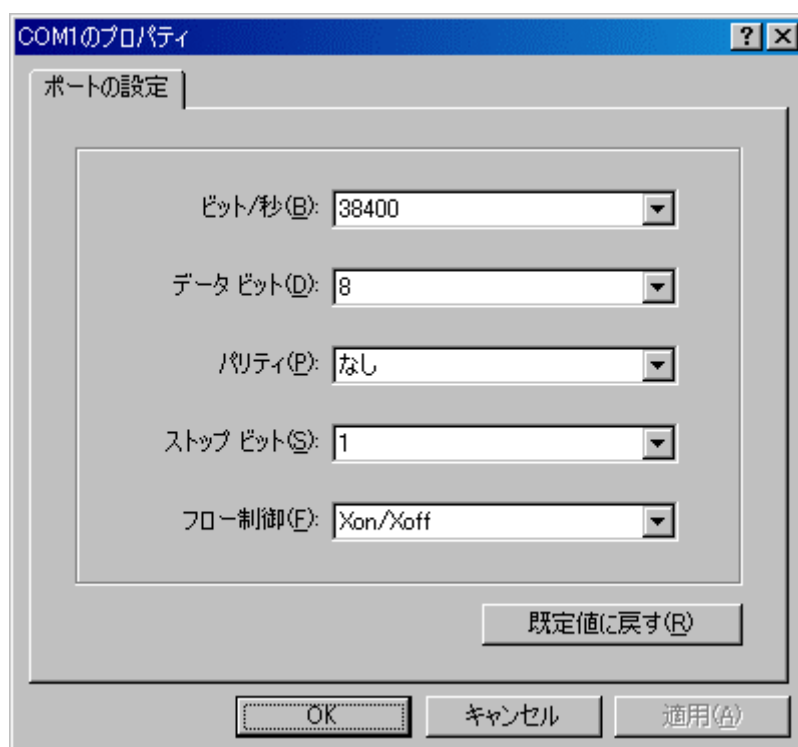 COM1のプロパティ
ポートの設定
ビット/秒(B): 38400
データ ビット(D): 8
パリティ(P): なし
ストップ ビット(S): 1
フロー制御(F): Xon/Xoff
既定値に戻す(R)
OK キャンセル 適用(A)